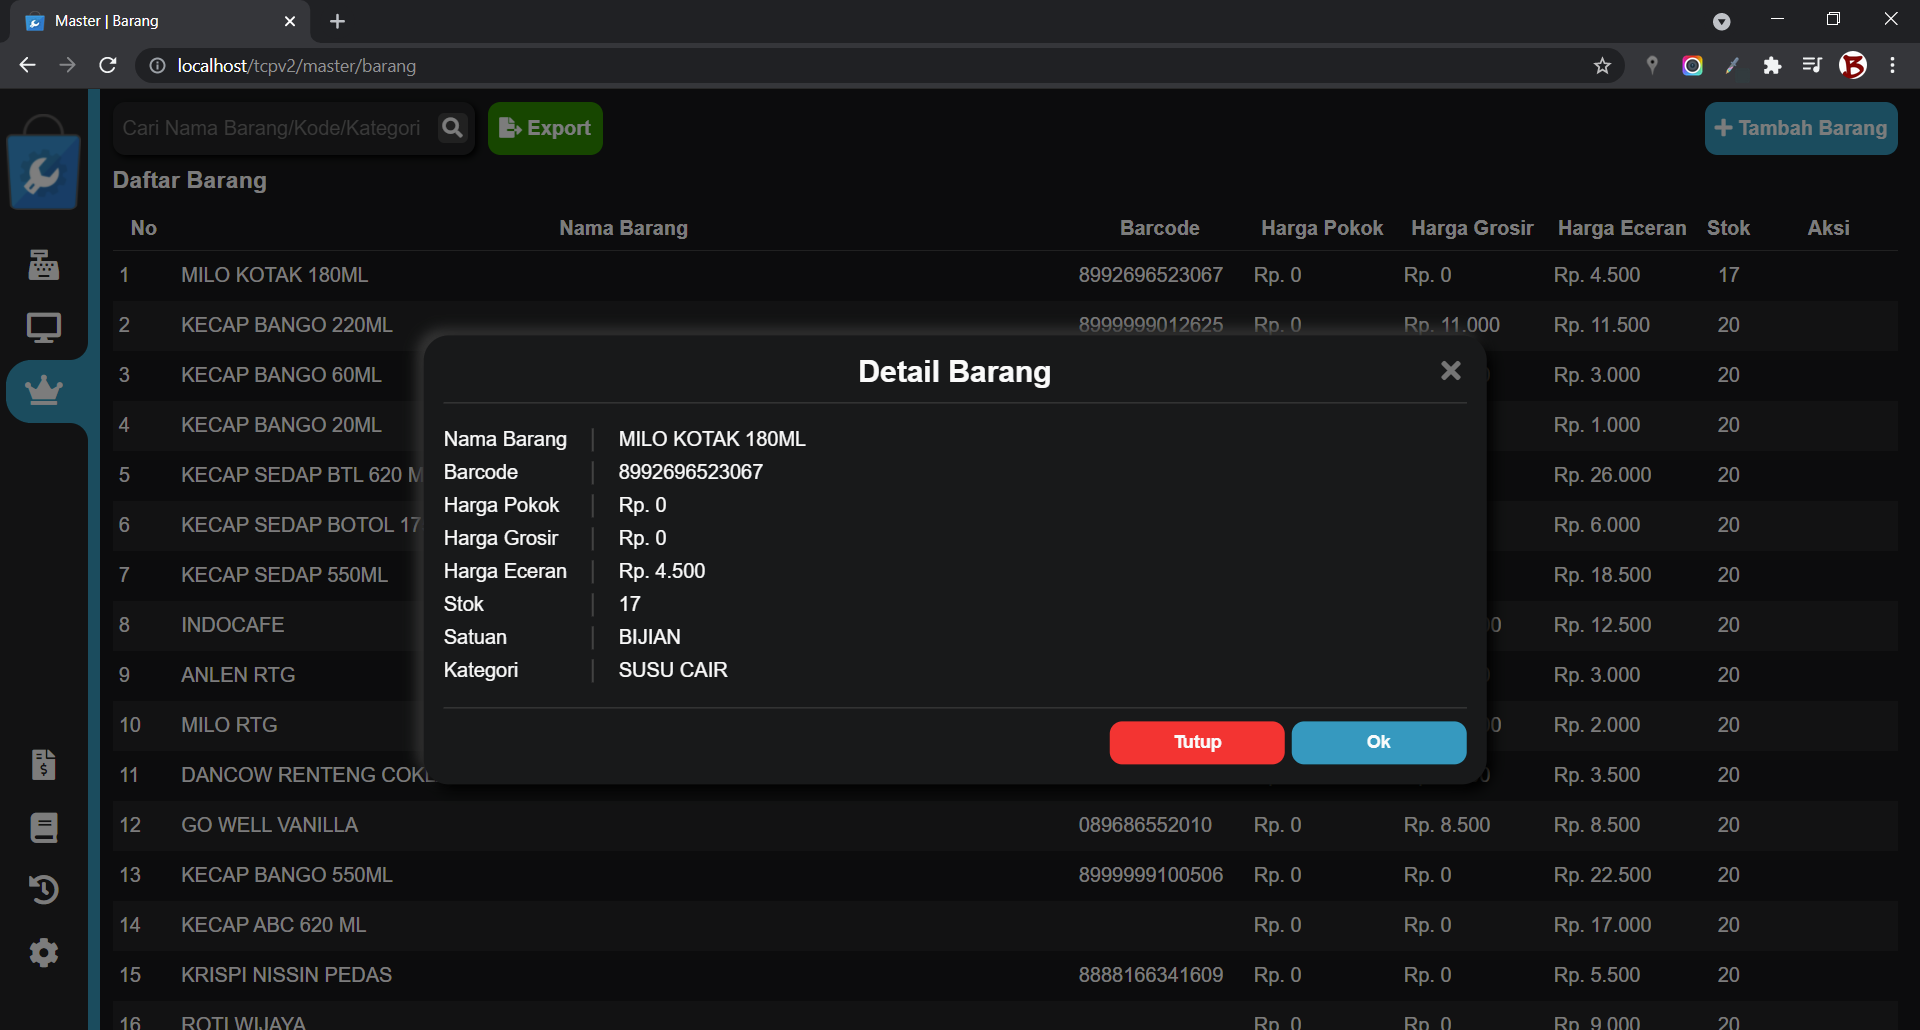 Master | Barang
localhost/tcpv2/master/barang
Cari Nama Barang/Kode/Kategori
Export
Tambah Barang
Daftar Barang
No Nama Barang Barcode Harga Pokok Harga Grosir Harga Eceran Stok Aksi
1 MILO KOTAK 180ML 8992696523067 Rp. 0 Rp. 0 Rp. 4.500 17
2 KECAP BANGO 220ML 8999999012625 Rp. 0 Rp. 11.000 Rp. 11.500 20
3 KECAP BANGO 60ML Rp. 3.000 20
4 KECAP BANGO 20ML Rp. 1.000 20
5 KECAP SEDAP BTL 620 Rp. 26.000 20
6 KECAP SEDAP BOTOL 17 Rp. 6.000 20
7 KECAP SEDAP 550ML Rp. 18.500 20
8 INDOCAFE Rp. 12.500 20
9 ANLEN RTG Rp. 3.000 20
10 MILO RTG Rp. 2.000 20
11 DANCOW RENTENG Rp. 3.500 20
12 GO WELL VANILLA 089686552010 Rp. 0 Rp. 8.500 Rp. 8.500 20
13 KECAP BANGO 550ML 8999999100506 Rp. 0 Rp. 0 Rp. 22.500 20
14 KECAP ABC 620 ML Rp. 0 Rp. 0 Rp. 17.000 20
15 KRISPI NISSIN PEDAS 8888166341609 Rp. 0 Rp. 0 Rp. 5.500 20
16 ROTI WIJAYA Rp. 0 Rp. 0 Rp. 9.000 20
Detail Barang
Nama Barang MILO KOTAK 180ML
Barcode 8992696523067
Harga Pokok Rp. 0
Harga Grosir Rp. 0
Harga Eceran Rp. 4.500
Stok 17
Satuan BIJIAN
Kategori SUSU CAIR
Tutup
Ok